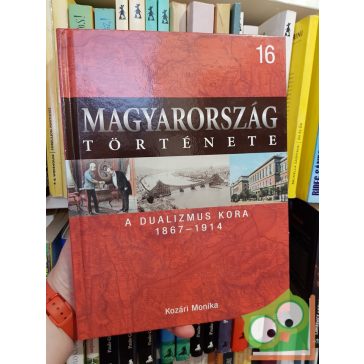 16
MAGYARORSZÁG
TÖRTÉNETE
A DUALIZMUS KORA
1867–1914
Kozári Monika